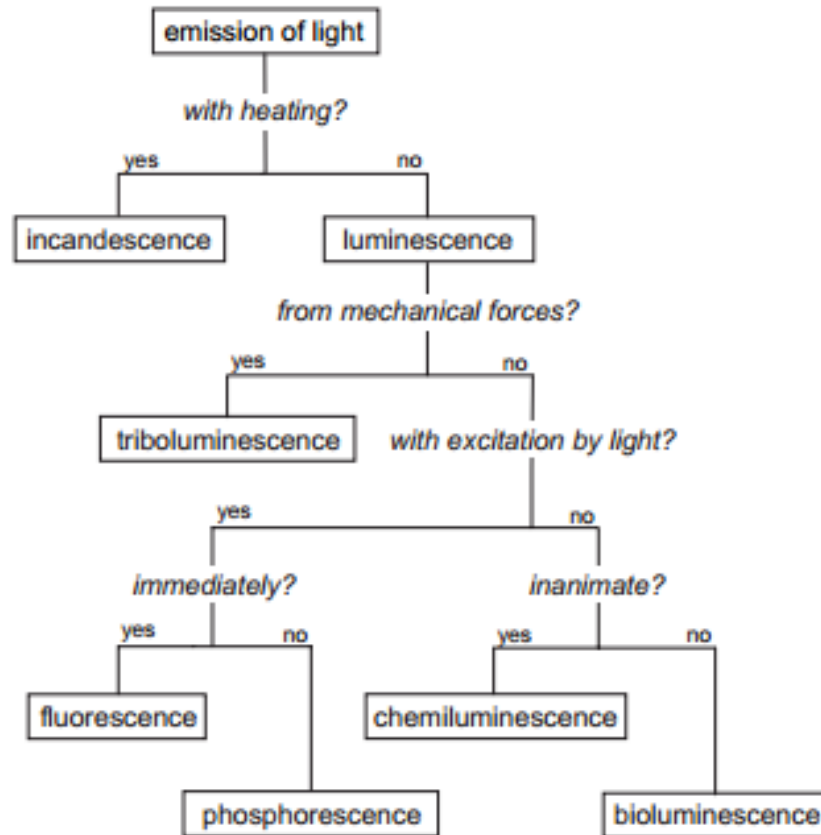 emission of light
with heating?
yes
no
incandescence
luminescence
from mechanical forces?
yes
no
triboluminescence
with excitation by light?
yes
no
immediately?
inanimate?
yes
no
yes
no
fluorescence
chemiluminescence
phosphorescence
bioluminescence